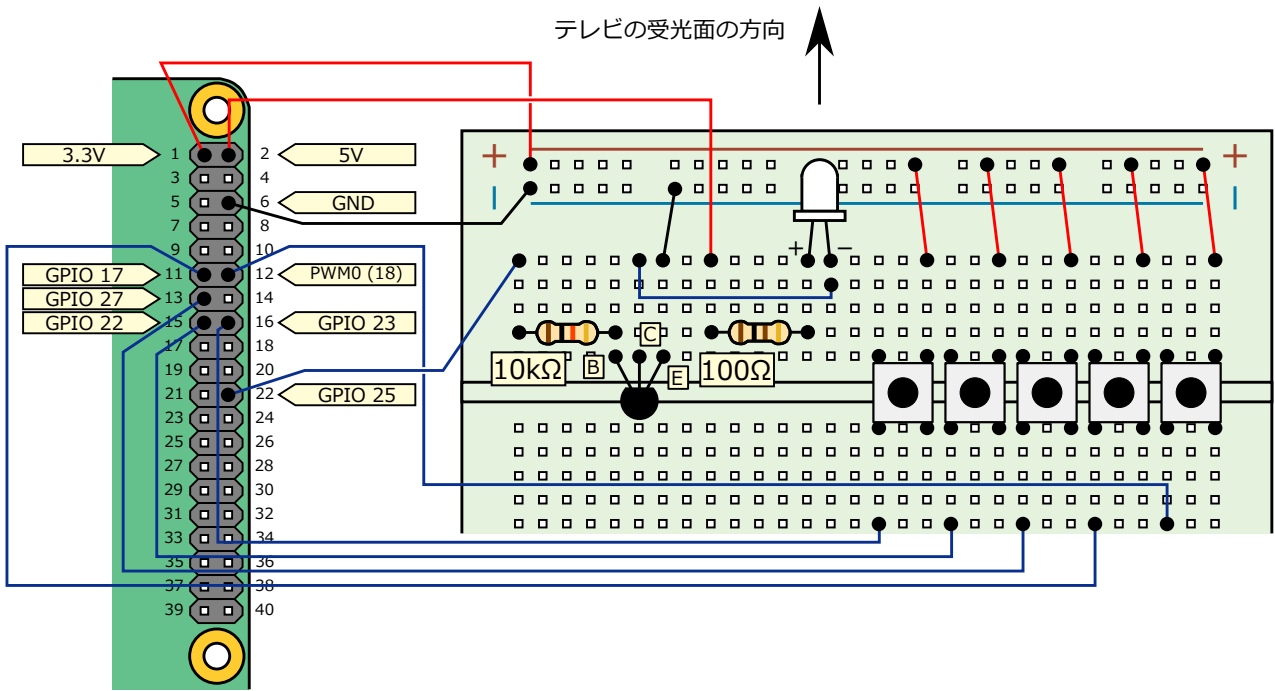 テレビの受光面の方向
3.3V 1 2 5V
3 4
5 6 GND
7 8
9 10
GPIO 17 11 12 PWM0 (18)
GPIO 27 13 14
GPIO 22 15 16 GPIO 23
17 18
19 20
21 22 GPIO 25
23 24
25 26
27 28
29 30
31 32
33 34
35 36
37 38
39 40
+ +
+ −
C
10kΩ B E 100Ω